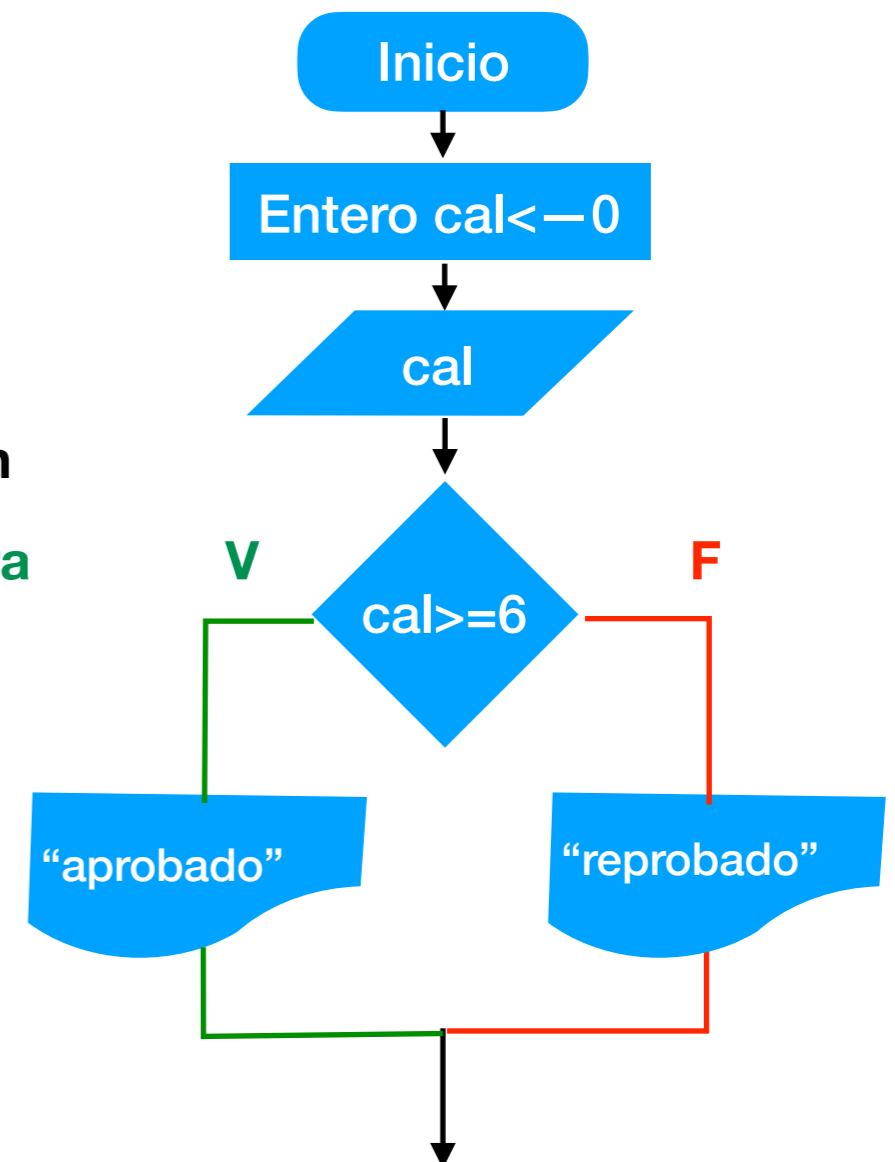 Inicio
Entero cal<—0
cal
V
F
cal>=6
“aprobado”
“reprobado”